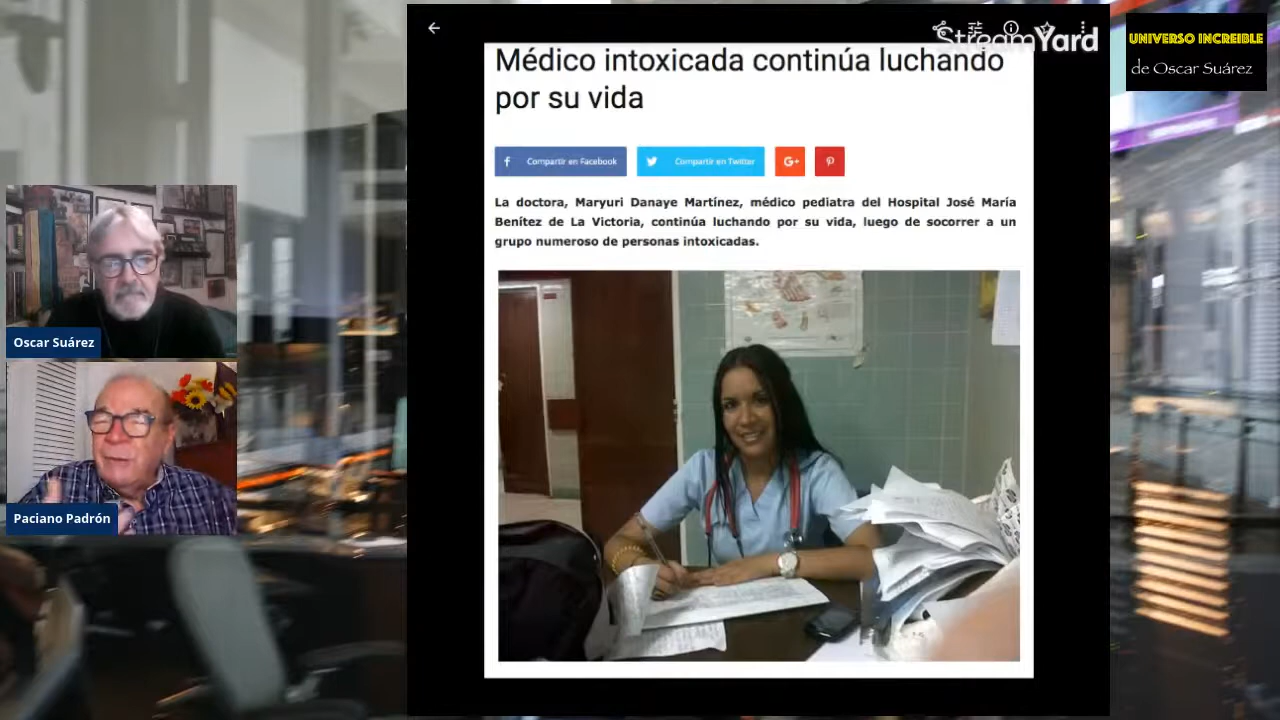 StreamYard
UNIVERSO INCREIBLE
de Oscar Suárez
Médico intoxicada continúa luchando
por su vida
Compartir en Facebook
Compartir en Twitter
G+
La doctora, Maryuri Danaye Martínez, médico pediatra del Hospital José María
Benítez de La Victoria, continúa luchando por su vida, luego de socorrer a un
grupo numeroso de personas intoxicadas.
Oscar Suárez
Paciano Padrón